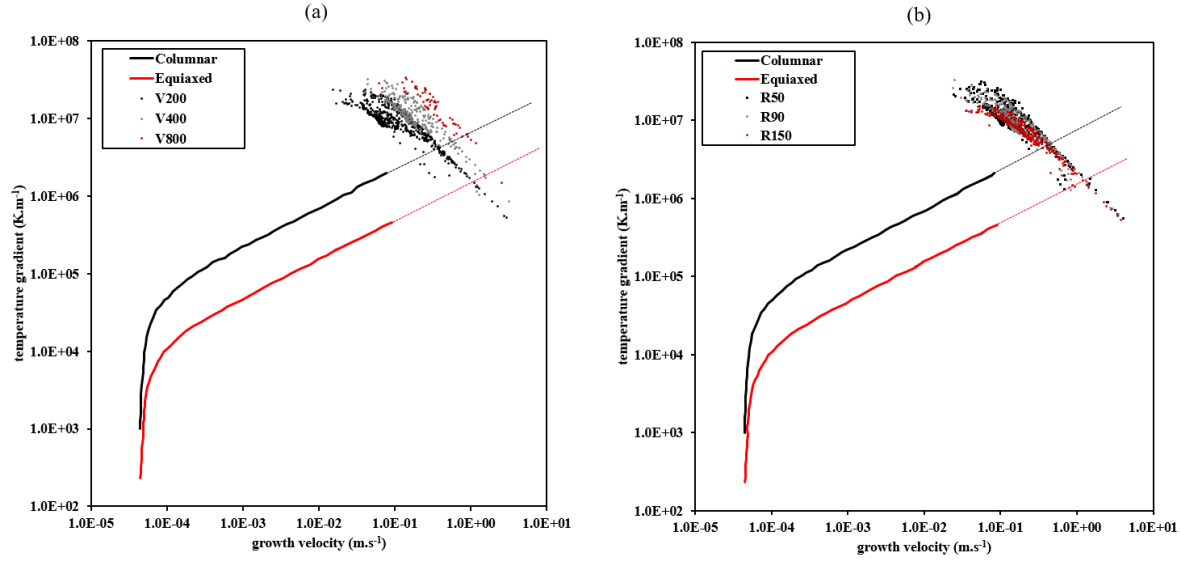 (a)
1.0E+08
1.0E+07
1.0E+06
1.0E+05
1.0E+04
1.0E+03
1.0E+02
temperature gradient (K.m⁻¹)
Columnar
Equiaxed
V200
V400
V800
1.0E-05 1.0E-04 1.0E-03 1.0E-02 1.0E-01 1.0E+00 1.0E+01
growth velocity (m.s⁻¹)
(b)
1.0E+08
1.0E+07
1.0E+06
1.0E+05
1.0E+04
1.0E+03
1.0E+02
temperature gradient (K.m⁻¹)
Columnar
Equiaxed
R50
R90
R150
1.0E-05 1.0E-04 1.0E-03 1.0E-02 1.0E-01 1.0E+00 1.0E+01
growth velocity (m.s⁻¹)